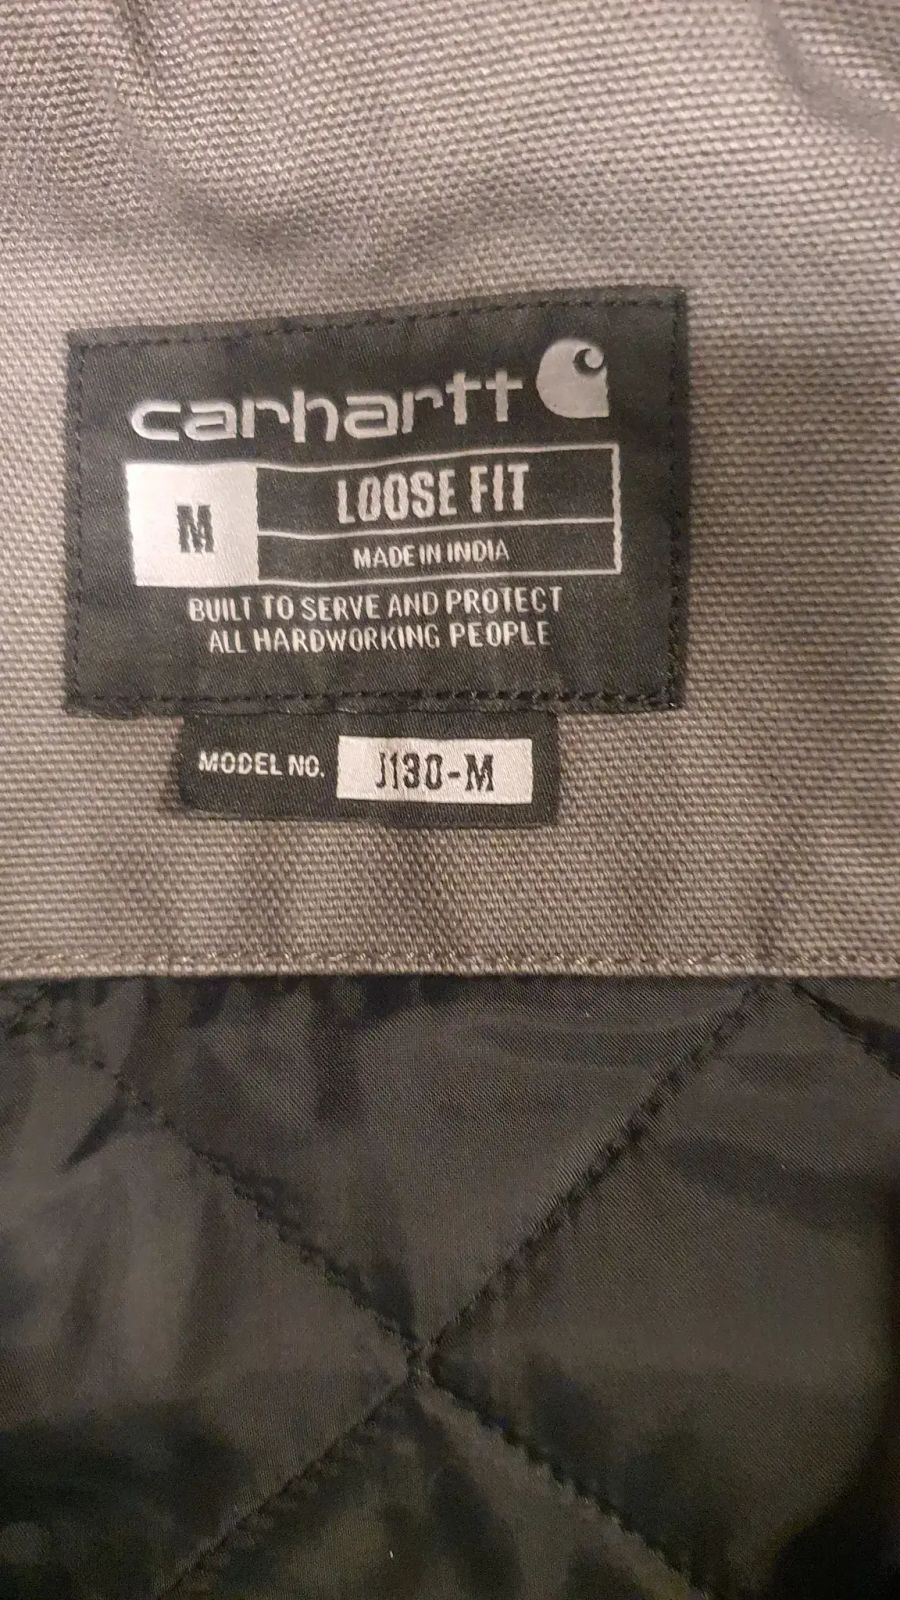 carhartt
M
LOOSE FIT
MADE IN INDIA
BUILT TO SERVE AND PROTECT
ALL HARDWORKING PEOPLE
MODEL NO. J130-M